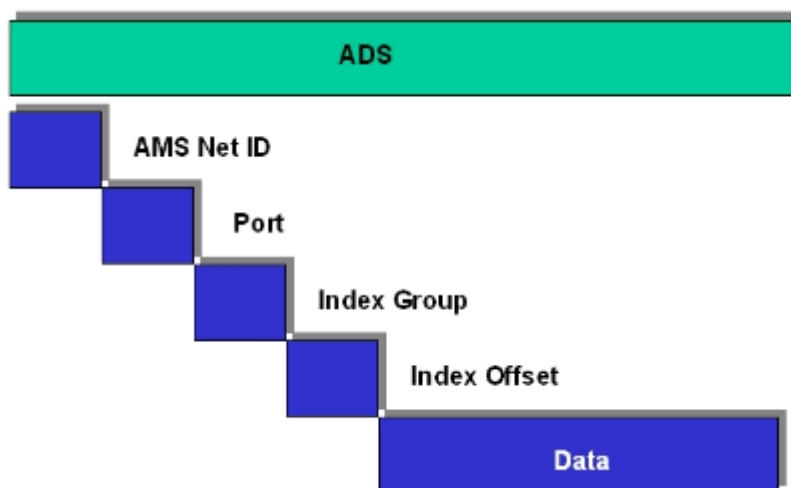 ADS
AMS Net ID
Port
Index Group
Index Offset
Data